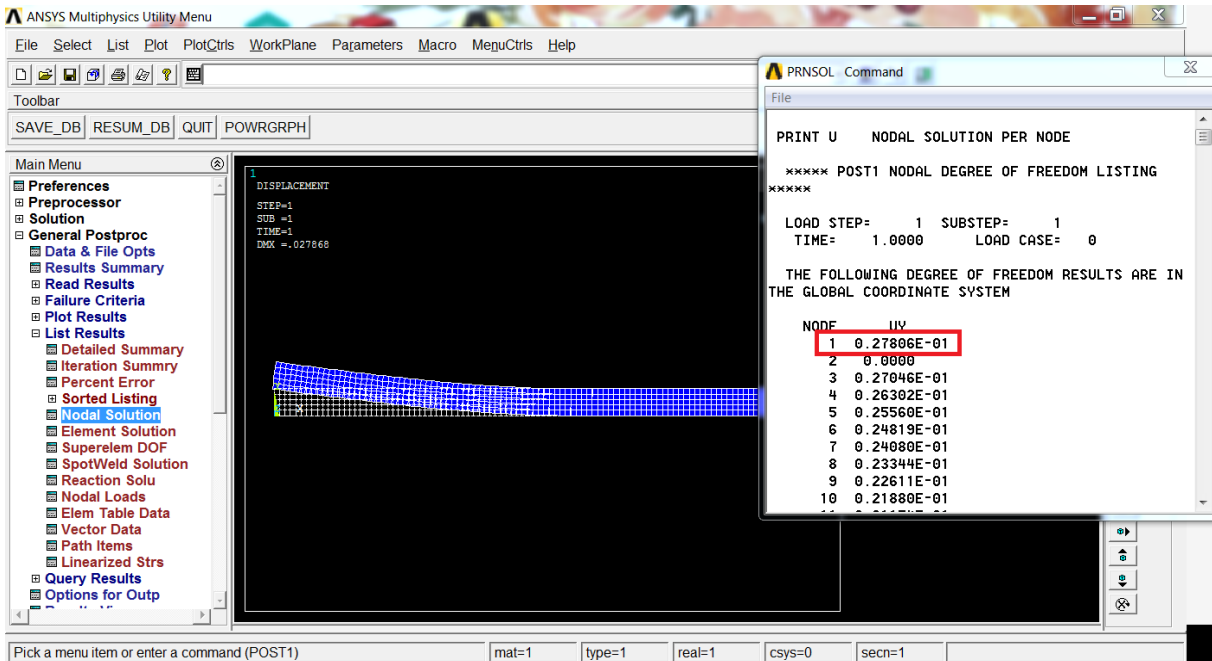 ANSYS Multiphysics Utility Menu
File Select List Plot PlotCtrls WorkPlane Parameters Macro MenuCtrls Help
Toolbar
SAVE_DB RESUM_DB QUIT POWRGRPH
Main Menu
Preferences
Preprocessor
Solution
General Postproc
Data & File Opts
Results Summary
Read Results
Failure Criteria
Plot Results
List Results
Detailed Summary
Iteration Summry
Percent Error
Sorted Listing
Nodal Solution
Element Solution
Superelem DOF
SpotWeld Solution
Reaction Solu
Nodal Loads
Elem Table Data
Vector Data
Path Items
Linearized Strs
Query Results
Options for Outp
1
DISPLACEMENT
STEP=1
SUB =1
TIME=1
DMX =.027868
X
PRNSOL Command
File
PRINT U NODAL SOLUTION PER NODE
***** POST1 NODAL DEGREE OF FREEDOM LISTING
*****
LOAD STEP= 1 SUBSTEP= 1
TIME= 1.0000 LOAD CASE= 0
THE FOLLOWING DEGREE OF FREEDOM RESULTS ARE IN
THE GLOBAL COORDINATE SYSTEM
NODE UY
1 0.27806E-01
2 0.0000
3 0.27046E-01
4 0.26302E-01
5 0.25560E-01
6 0.24819E-01
7 0.24080E-01
8 0.23344E-01
9 0.22611E-01
10 0.21880E-01
Pick a menu item or enter a command (POST1)
mat=1 type=1 real=1 csys=0 secn=1